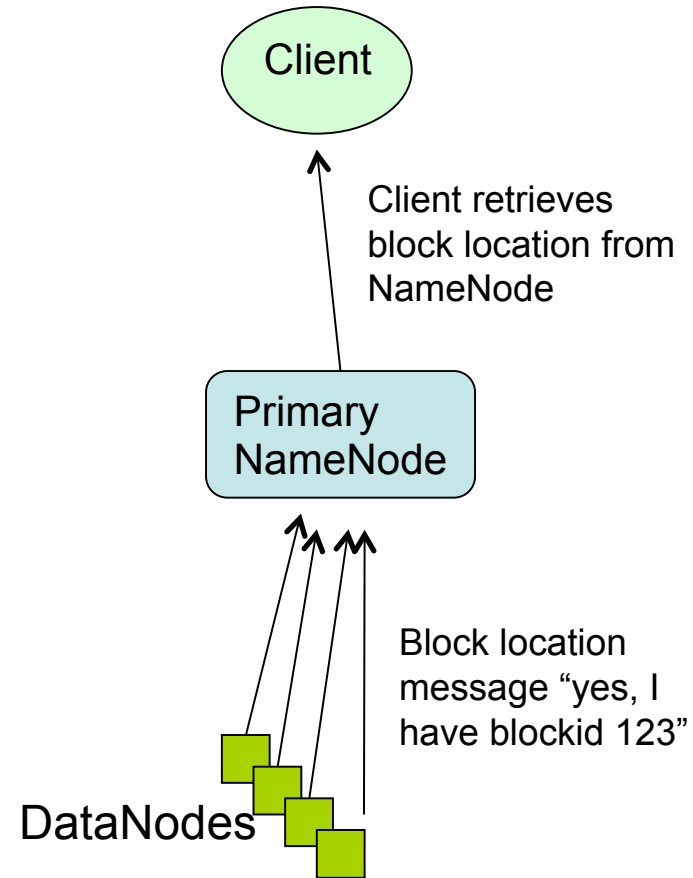 Client
Client retrieves
block location from
NameNode
Primary
NameNode
Block location
message “yes, I
have blockid 123”
DataNodes